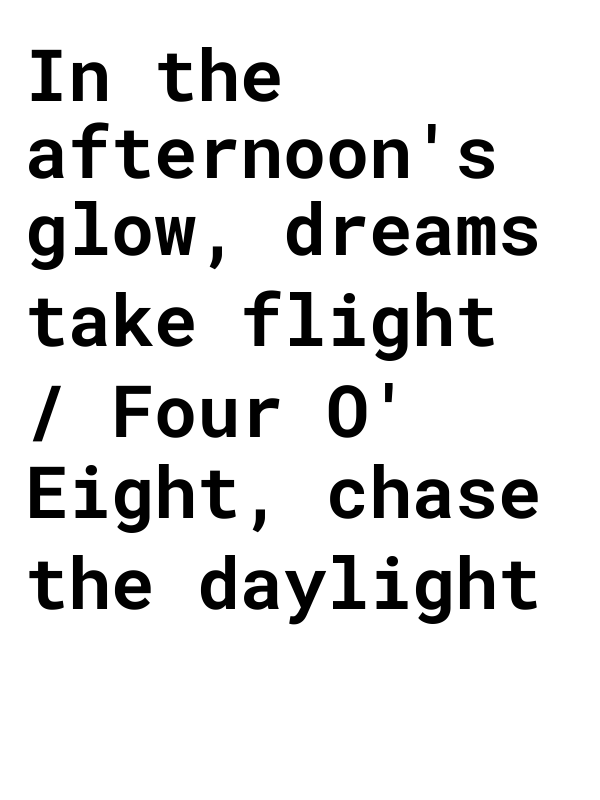 In the
afternoon's
glow, dreams
take flight
/ Four O'
Eight, chase
the daylight